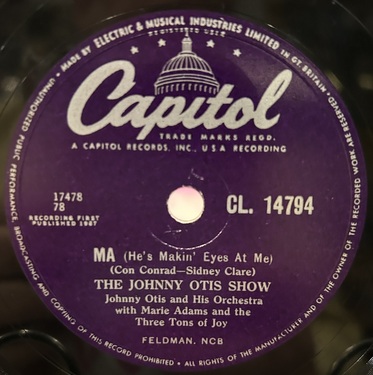 MADE BY ELECTRIC & MUSICAL INDUSTRIES LIMITED IN GT. BRITAIN
REGISTERED USER
Capitol
TRADE MARKS REGD.
A CAPITOL RECORDS, INC., U S A RECORDING
17478
78
RECORDING FIRST
PUBLISHED 1957
CL. 14794
MA (He's Makin' Eyes At Me)
(Con Conrad—Sidney Clare)
THE JOHNNY OTIS SHOW
Johnny Otis and His Orchestra
with Marie Adams and the
Three Tons of Joy
FELDMAN. NCB
ALL RIGHTS OF THE MANUFACTURER AND OF THE OWNER OF THE RECORDED WORK ARE RESERVED.
UNAUTHORIZED PUBLIC PERFORMANCE, BROADCASTING AND COPYING OF THIS RECORD PROHIBITED